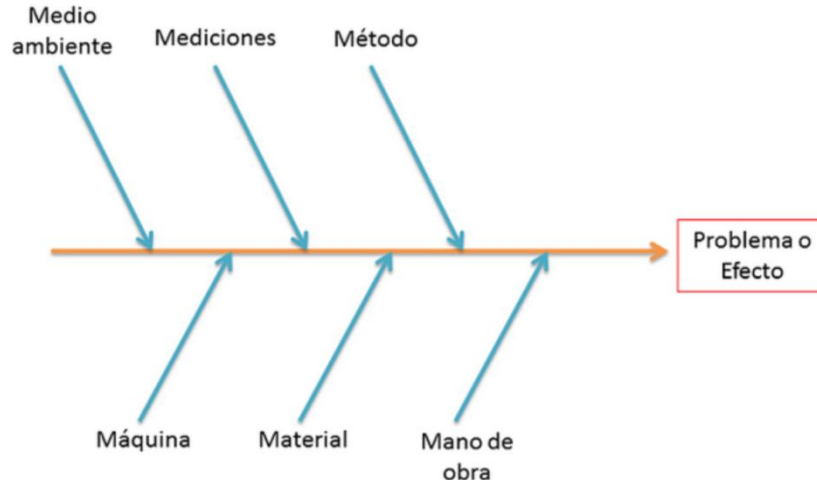 Medio
ambiente
Mediciones
Método
Problema o
Efecto
Máquina
Material
Mano de
obra